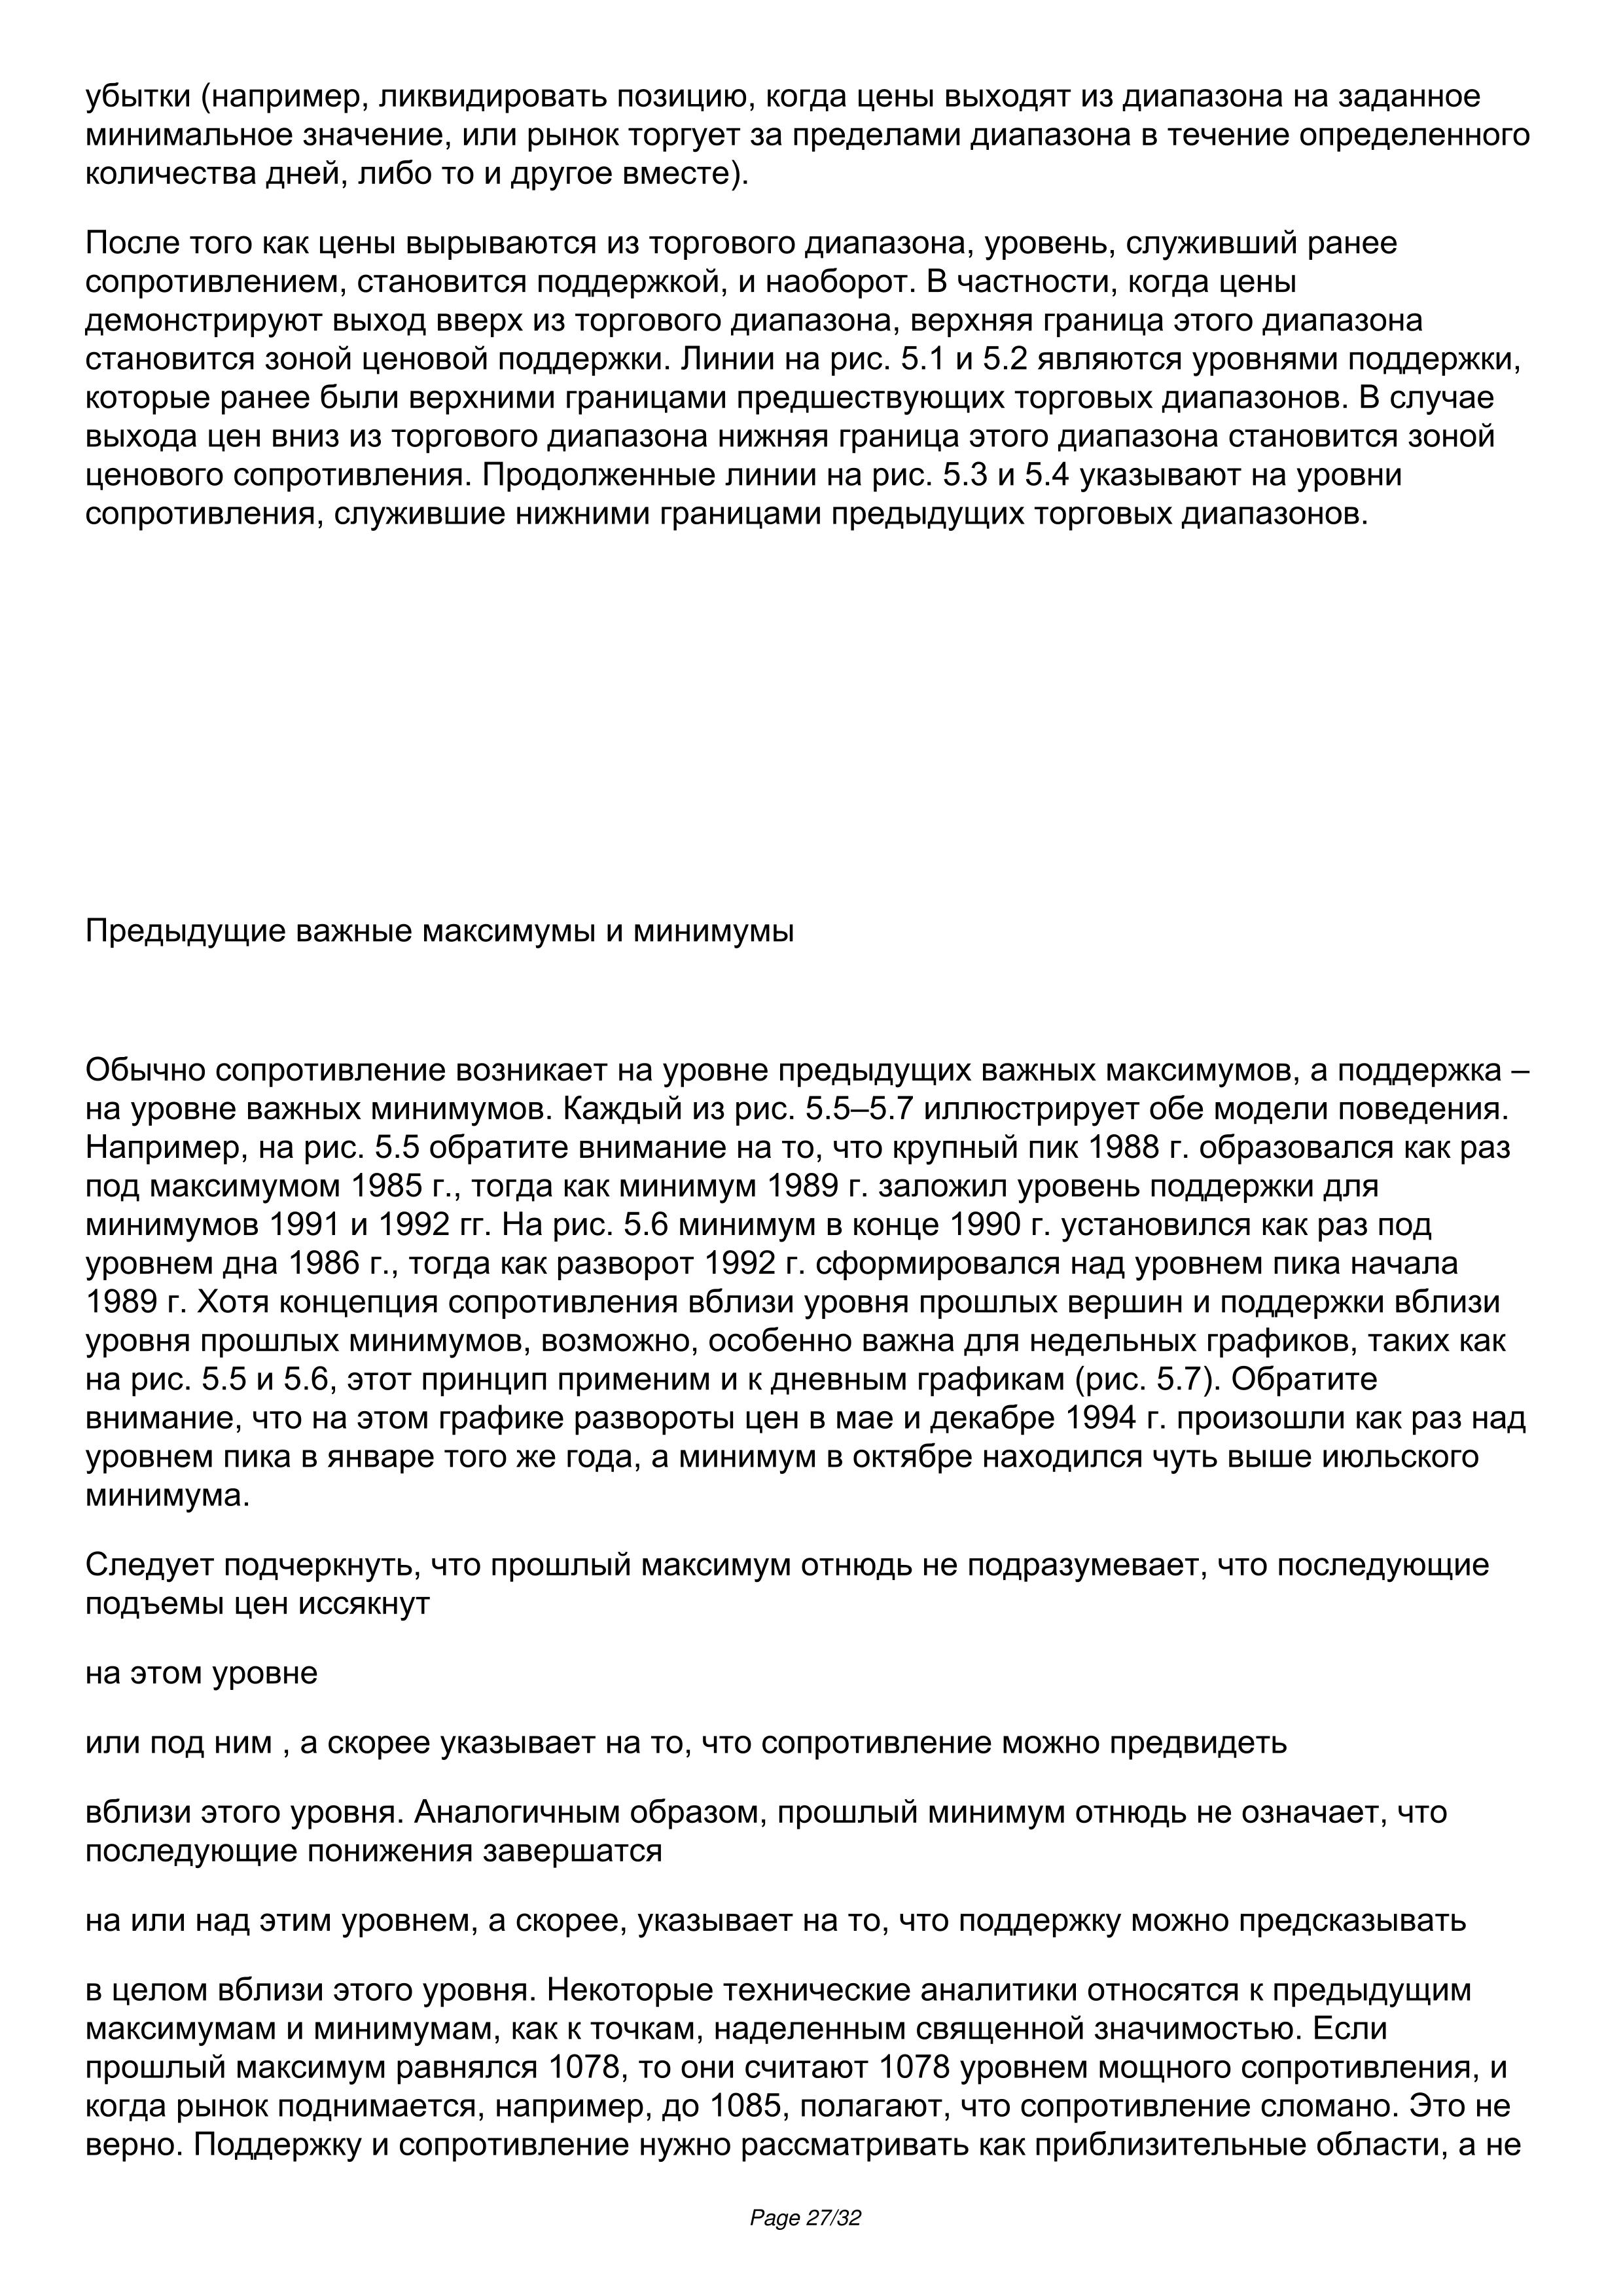 убытки (например, ликвидировать позицию, когда цены выходят из диапазона на заданное
минимальное значение, или рынок торгует за пределами диапазона в течение определенного
количества дней, либо то и другое вместе).
После того как цены вырываются из торгового диапазона, уровень, служивший ранее
сопротивлением, становится поддержкой, и наоборот. В частности, когда цены
демонстрируют выход вверх из торгового диапазона, верхняя граница этого диапазона
становится зоной ценовой поддержки. Линии на рис. 5.1 и 5.2 являются уровнями поддержки,
которые ранее были верхними границами предшествующих торговых диапазонов. В случае
выхода цен вниз из торгового диапазона нижняя граница этого диапазона становится зоной
ценового сопротивления. Продолженные линии на рис. 5.3 и 5.4 указывают на уровни
сопротивления, служившие нижними границами предыдущих торговых диапазонов.
Предыдущие важные максимумы и минимумы
Обычно сопротивление возникает на уровне предыдущих важных максимумов, а поддержка –
на уровне важных минимумов. Каждый из рис. 5.5–5.7 иллюстрирует обе модели поведения.
Например, на рис. 5.5 обратите внимание на то, что крупный пик 1988 г. образовался как раз
под максимумом 1985 г., тогда как минимум 1989 г. заложил уровень поддержки для
минимумов 1991 и 1992 гг. На рис. 5.6 минимум в конце 1990 г. установился как раз под
уровнем дна 1986 г., тогда как разворот 1992 г. сформировался над уровнем пика начала
1989 г. Хотя концепция сопротивления вблизи уровня прошлых вершин и поддержки вблизи
уровня прошлых минимумов, возможно, особенно важна для недельных графиков, таких как
на рис. 5.5 и 5.6, этот принцип применим и к дневным графикам (рис. 5.7). Обратите
внимание, что на этом графике развороты цен в мае и декабре 1994 г. произошли как раз над
уровнем пика в январе того же года, а минимум в октябре находился чуть выше июльского
минимума.
Следует подчеркнуть, что прошлый максимум отнюдь не подразумевает, что последующие
подъемы цен иссякнут
на этом уровне
или под ним , а скорее указывает на то, что сопротивление можно предвидеть
вблизи этого уровня. Аналогичным образом, прошлый минимум отнюдь не означает, что
последующие понижения завершатся
на или над этим уровнем, а скорее, указывает на то, что поддержку можно предсказывать
в целом вблизи этого уровня. Некоторые технические аналитики относятся к предыдущим
максимумам и минимумам, как к точкам, наделенным священной значимостью. Если
прошлый максимум равнялся 1078, то они считают 1078 уровнем мощного сопротивления, и
когда рынок поднимается, например, до 1085, полагают, что сопротивление сломано. Это не
верно. Поддержку и сопротивление нужно рассматривать как приблизительные области, а не
Page 27/32